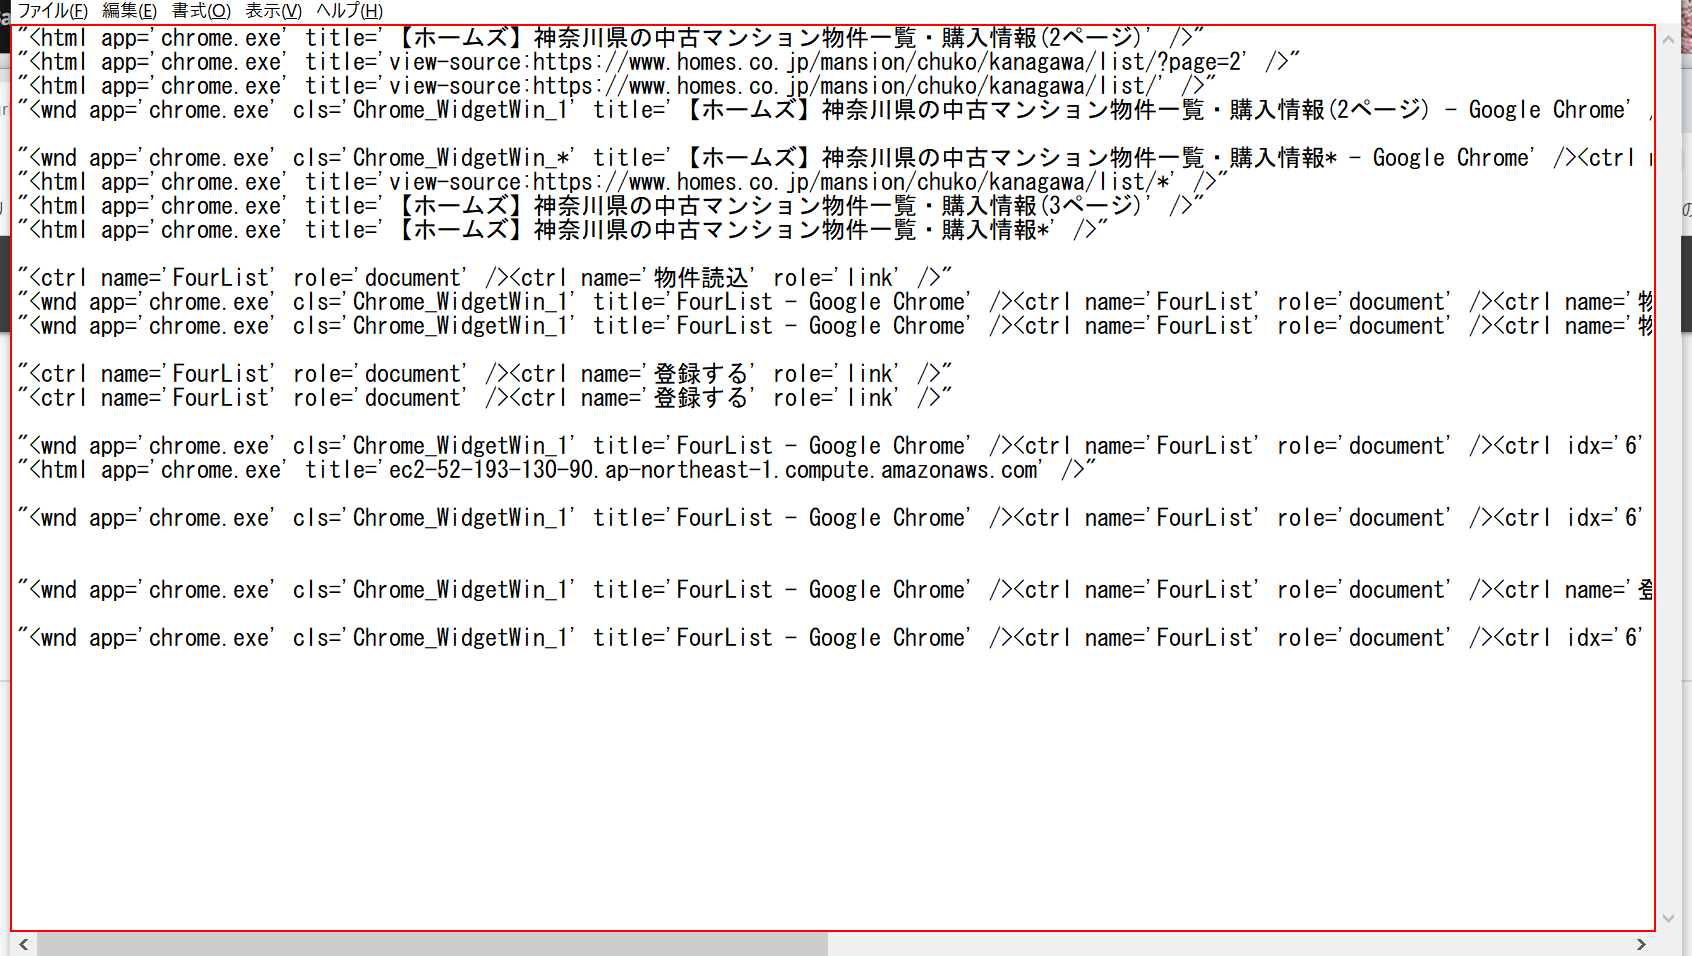 ファイル(F) 編集(E) 書式(O) 表示(V) ヘルプ(H)
"<html app='chrome.exe' title='【ホームズ】神奈川県の中古マンション物件一覧・購入情報(2ページ)' />"
"<html app='chrome.exe' title='view-source:https://www.homes.co.jp/mansion/chuko/kanagawa/list/?page=2' />"
"<html app='chrome.exe' title='view-source:https://www.homes.co.jp/mansion/chuko/kanagawa/list/' />"
"<wnd app='chrome.exe' cls='Chrome_WidgetWin_1' title='【ホームズ】神奈川県の中古マンション物件一覧・購入情報(2ページ) - Google Chrome' /
"<wnd app='chrome.exe' cls='Chrome_WidgetWin_*' title='【ホームズ】神奈川県の中古マンション物件一覧・購入情報* - Google Chrome' /><ctrl
"<html app='chrome.exe' title='view-source:https://www.homes.co.jp/mansion/chuko/kanagawa/list/*' />"
"<html app='chrome.exe' title='【ホームズ】神奈川県の中古マンション物件一覧・購入情報(3ページ)' />"
"<html app='chrome.exe' title='【ホームズ】神奈川県の中古マンション物件一覧・購入情報*' />"
"<ctrl name='FourList' role='document' /><ctrl name='物件読込' role='link' />"
"<wnd app='chrome.exe' cls='Chrome_WidgetWin_1' title='FourList - Google Chrome' /><ctrl name='FourList' role='document' /><ctrl name='物
"<wnd app='chrome.exe' cls='Chrome_WidgetWin_1' title='FourList - Google Chrome' /><ctrl name='FourList' role='document' /><ctrl name='物
"<ctrl name='FourList' role='document' /><ctrl name='登録する' role='link' />"
"<ctrl name='FourList' role='document' /><ctrl name='登録する' role='link' />"
"<wnd app='chrome.exe' cls='Chrome_WidgetWin_1' title='FourList - Google Chrome' /><ctrl name='FourList' role='document' /><ctrl idx='6'
"<html app='chrome.exe' title='ec2-52-193-130-90.ap-northeast-1.compute.amazonaws.com' />"
"<wnd app='chrome.exe' cls='Chrome_WidgetWin_1' title='FourList - Google Chrome' /><ctrl name='FourList' role='document' /><ctrl idx='6'
"<wnd app='chrome.exe' cls='Chrome_WidgetWin_1' title='FourList - Google Chrome' /><ctrl name='FourList' role='document' /><ctrl name='登
"<wnd app='chrome.exe' cls='Chrome_WidgetWin_1' title='FourList - Google Chrome' /><ctrl name='FourList' role='document' /><ctrl idx='6'